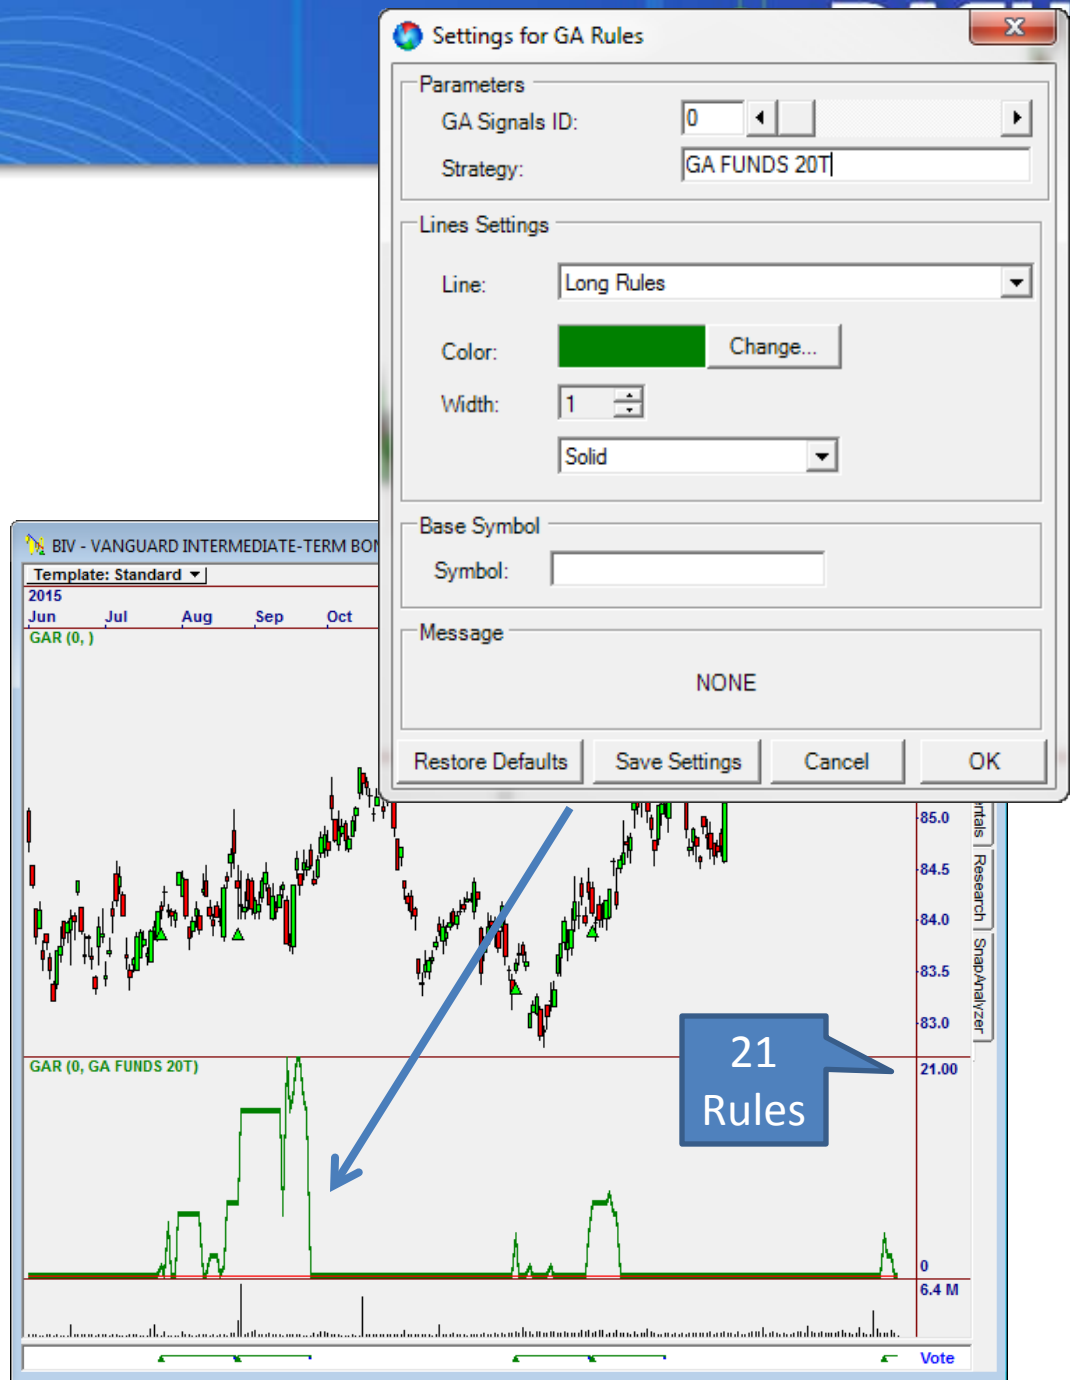 Settings for GA Rules
x
Parameters
GA Signals ID:
0
Strategy:
GA FUNDS 20T
Lines Settings
Line:
Long Rules
Color:
Change...
Width:
1
Solid
Base Symbol
Symbol:
Message
NONE
Restore Defaults
Save Settings
Cancel
OK
BIV - VANGUARD INTERMEDIATE-TERM BON
Template: Standard
2015
Jun Jul Aug Sep Oct
GAR (0, )
85.0
84.5
84.0
83.5
83.0
Research
SnapAnalyzer
21
Rules
GAR (0, GA FUNDS 20T)
21.00
0
6.4 M
Vote